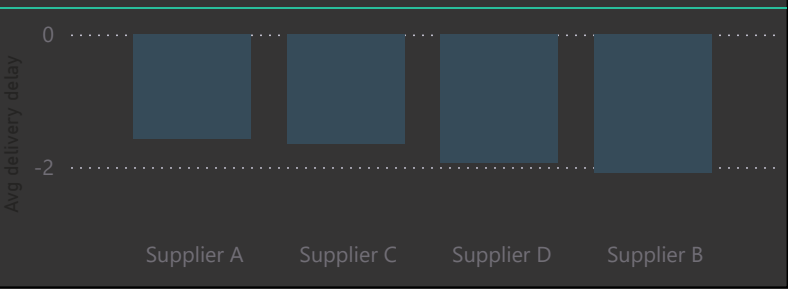 0
-2
Avg delivery delay
Supplier A
Supplier C
Supplier D
Supplier B